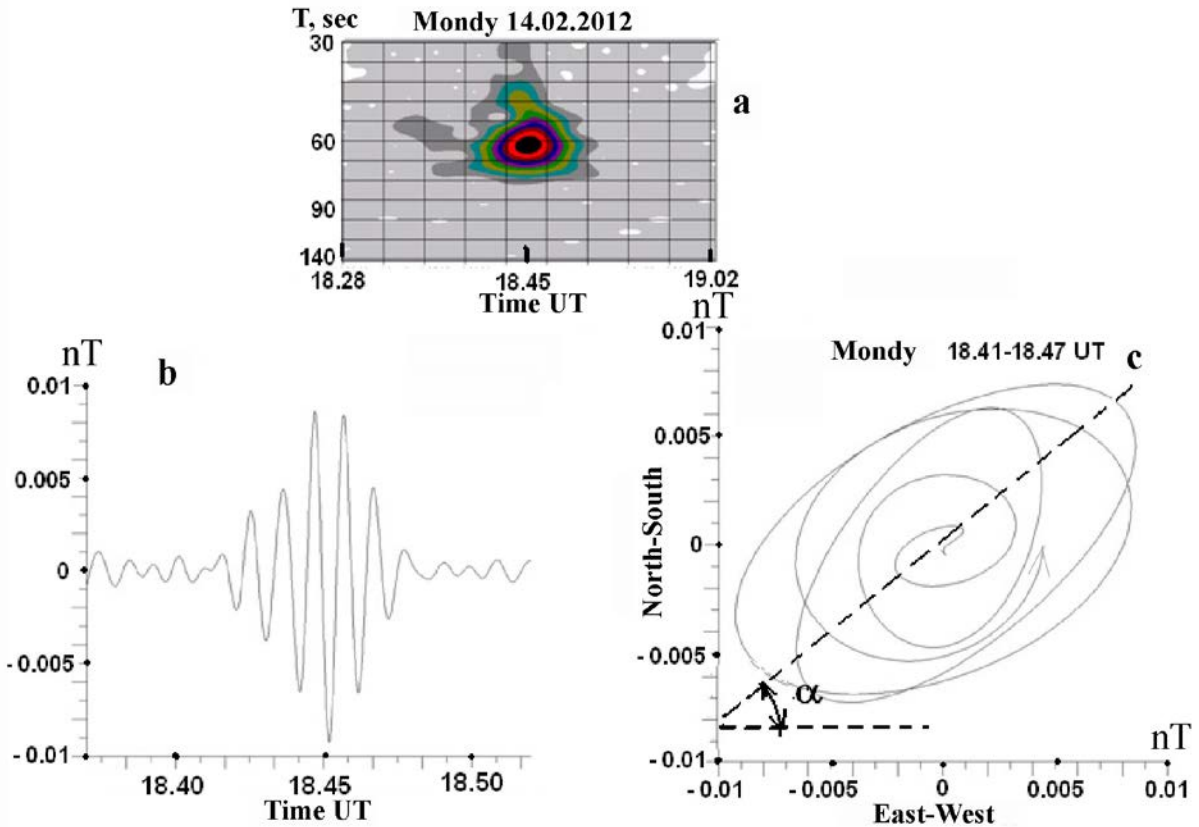 T, sec
Mondy 14.02.2012
30
60
90
140
a
18.28
18.45
19.02
Time UT
nT
b
0.01
0.005
0
-0.005
-0.01
18.40
18.45
18.50
Time UT
nT
0.01
0.005
0
-0.005
-0.01
Mondy 18.41-18.47 UT
c
North-South
α
nT
-0.01
-0.005
0
0.005
0.01
East-West